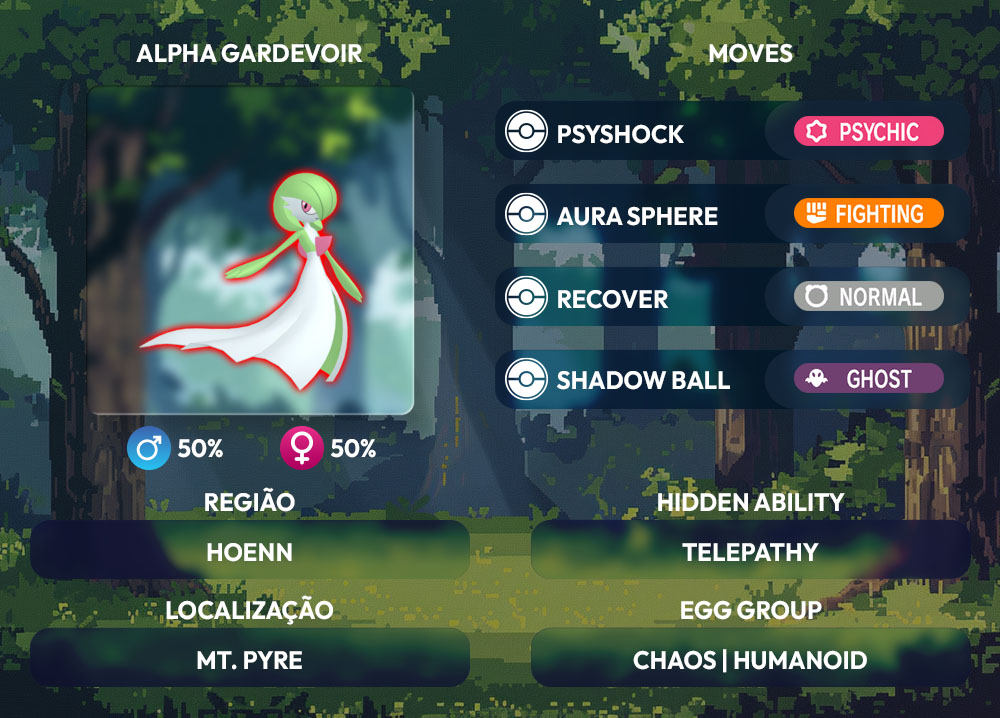 ALPHA GARDEVOIR
50%
50%
REGIÃO
HOENN
LOCALIZAÇÃO
MT. PYRE
MOVES
PSYSHOCK
PSYCHIC
AURA SPHERE
FIGHTING
RECOVER
NORMAL
SHADOW BALL
GHOST
HIDDEN ABILITY
TELEPATHY
EGG GROUP
CHAOS | HUMANOID